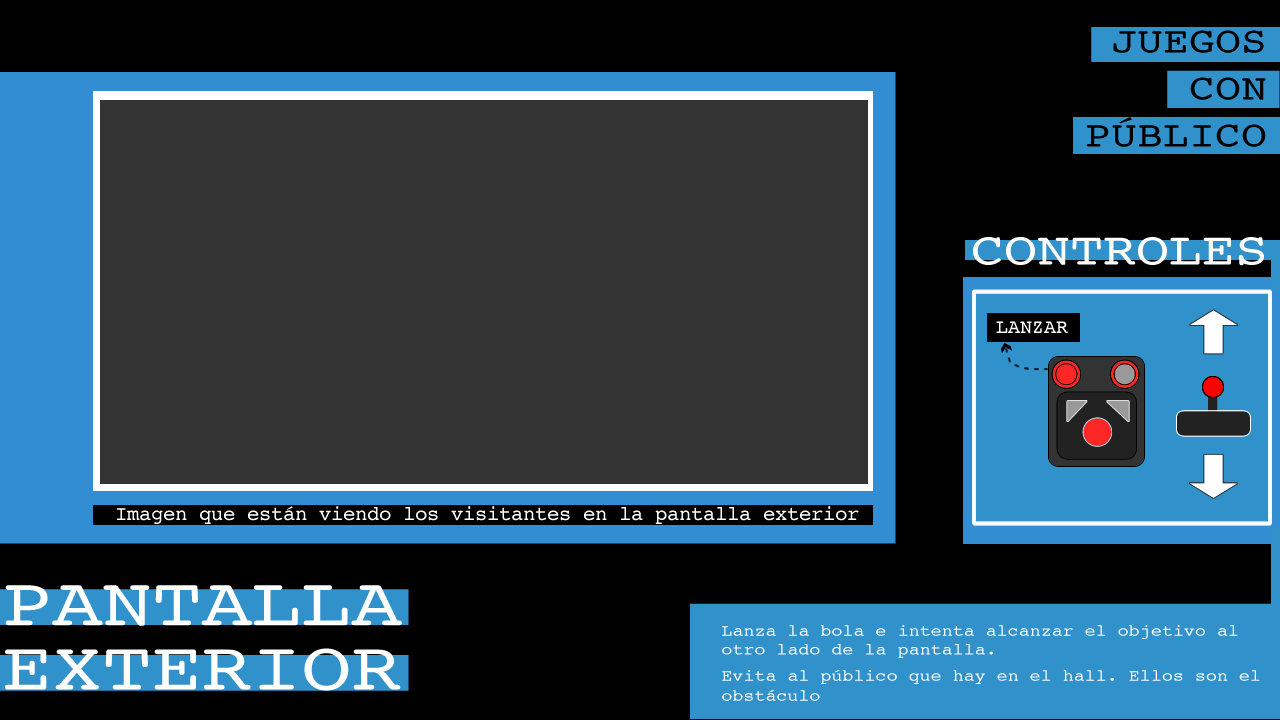 JUEGOS
CON
PÚBLICO
CONTROLES
LANZAR
Imagen que están viendo los visitantes en la pantalla exterior
PANTALLA
EXTERIOR
Lanza la bola e intenta alcanzar el objetivo al
otro lado de la pantalla.
Evita al público que hay en el hall. Ellos son el
obstáculo